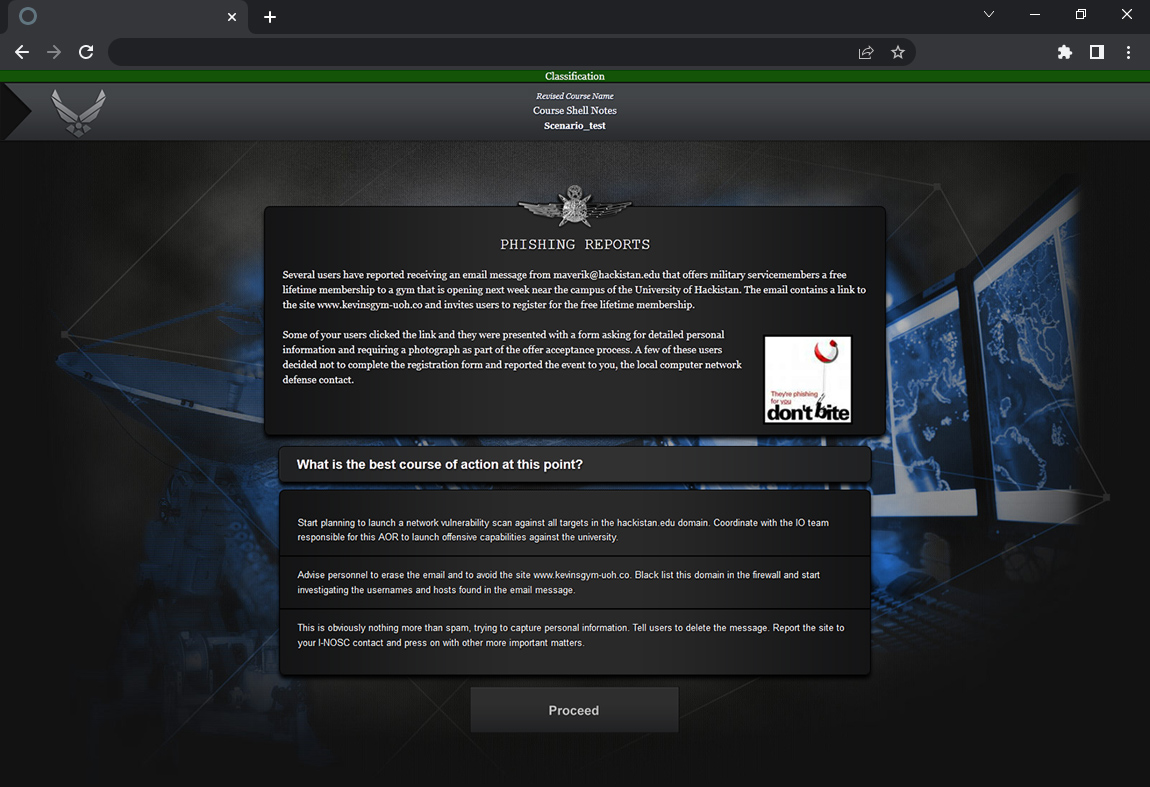 Classification
Revised Course Name
Course Shell Notes
Scenario_test
PHISHING REPORTS
Several users have reported receiving an email message from maverik@hackistan.edu that offers military servicemembers a free
lifetime membership to a gym that is opening next week near the campus of the University of Hackistan. The email contains a link to
the site www.kevinsgym-uoh.co and invites users to register for the free lifetime membership.
Some of your users clicked the link and they were presented with a form asking for detailed personal
information and requiring a photograph as part of the offer acceptance process. A few of these users
decided not to complete the registration form and reported the event to you, the local computer network
defense contact.
They're phishing
for you
don't bite
What is the best course of action at this point?
Start planning to launch a network vulnerability scan against all targets in the hackistan.edu domain. Coordinate with the IO team
responsible for this AOR to launch offensive capabilities against the university.
Advise personnel to erase the email and to avoid the site www.kevinsgym-uoh.co. Black list this domain in the firewall and start
investigating the usernames and hosts found in the email message.
This is obviously nothing more than spam, trying to capture personal information. Tell users to delete the message. Report the site to
your I-NOSC contact and press on with other more important matters.
Proceed